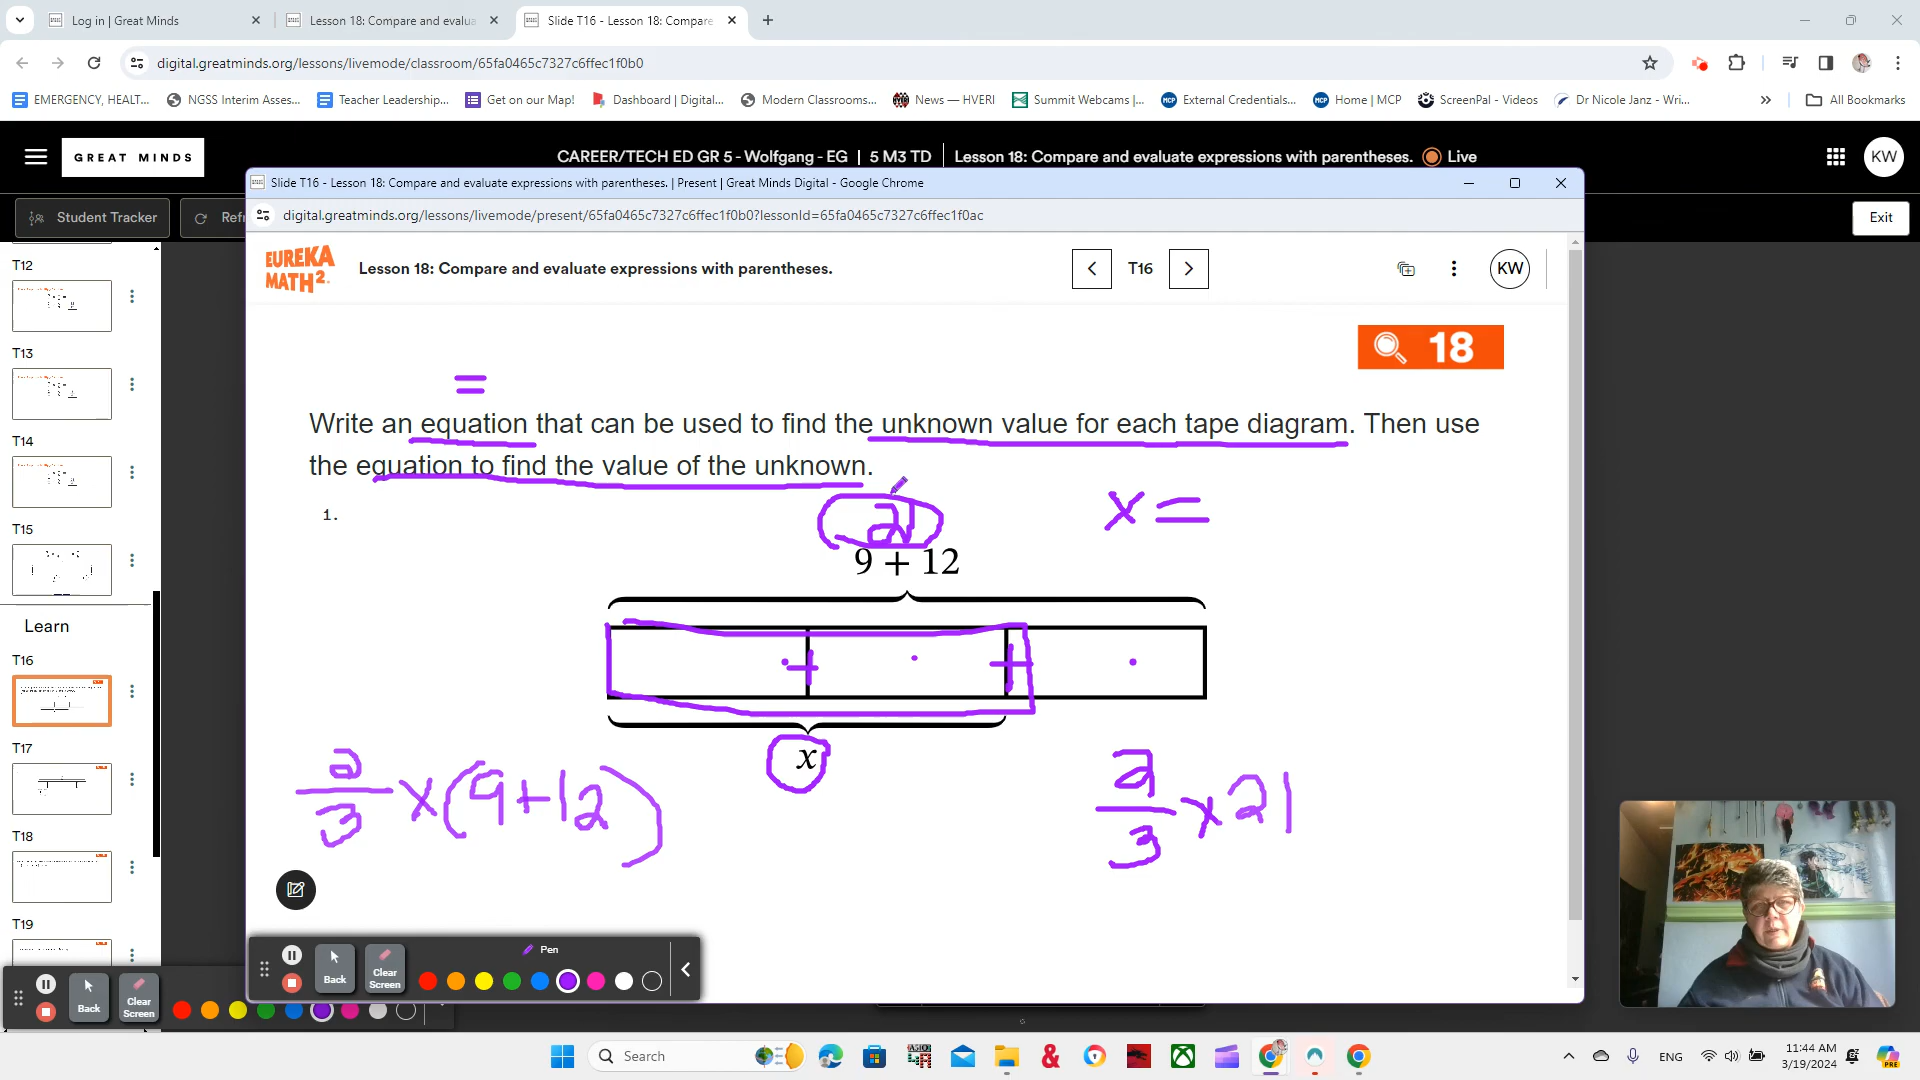 Log in | Great Minds
Lesson 18: Compare and evalua
Slide T16 - Lesson 18: Compare
digital.greatminds.org/lessons/livemode/classroom/65fa0465c7327c6ffec1f0b0
EMERGENCY, HEALT...
NGSS Interim Asses...
Teacher Leadership...
Get on our Map!
Dashboard | Digital...
Modern Classrooms...
News — HVERI
Summit Webcams |...
External Credentials...
Home | MCP
ScreenPal - Videos
Dr Nicole Janz - Wri...
All Bookmarks
GREAT MINDS
CAREER/TECH ED GR 5 - Wolfgang - EG | 5 M3 TD | Lesson 18: Compare and evaluate expressions with parentheses. Live
KW
Student Tracker
Refr
Exit
Slide T16 - Lesson 18: Compare and evaluate expressions with parentheses. | Present | Great Minds Digital - Google Chrome
digital.greatminds.org/lessons/livemode/present/65fa0465c7327c6ffec1f0b0?lessonId=65fa0465c7327c6ffec1f0ac
EUREKA
MATH²
Lesson 18: Compare and evaluate expressions with parentheses.
T16
KW
T12
T13
T14
T15
Learn
T16
T17
T18
T19
18
=
Write an equation that can be used to find the unknown value for each tape diagram. Then use
the equation to find the value of the unknown.
1.
21
x =
9 + 12
+ +
x
2/3 x (9+12)
2/3 x 21
Pen
Back
Clear
Screen
Back
Clear
Screen
Search
ENG
11:44 AM
3/19/2024